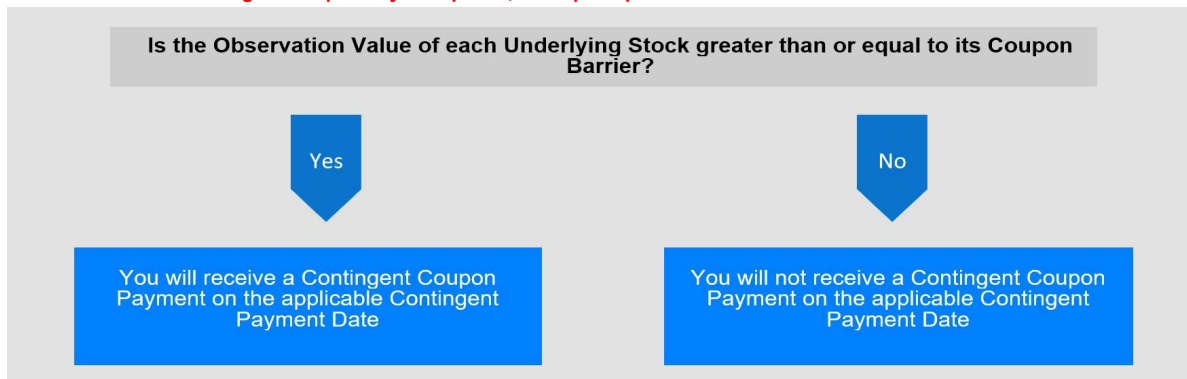 Is the Observation Value of each Underlying Stock greater than or equal to its Coupon
Barrier?
Yes
No
You will receive a Contingent Coupon
Payment on the applicable Contingent
Payment Date
You will not receive a Contingent Coupon
Payment on the applicable Contingent
Payment Date